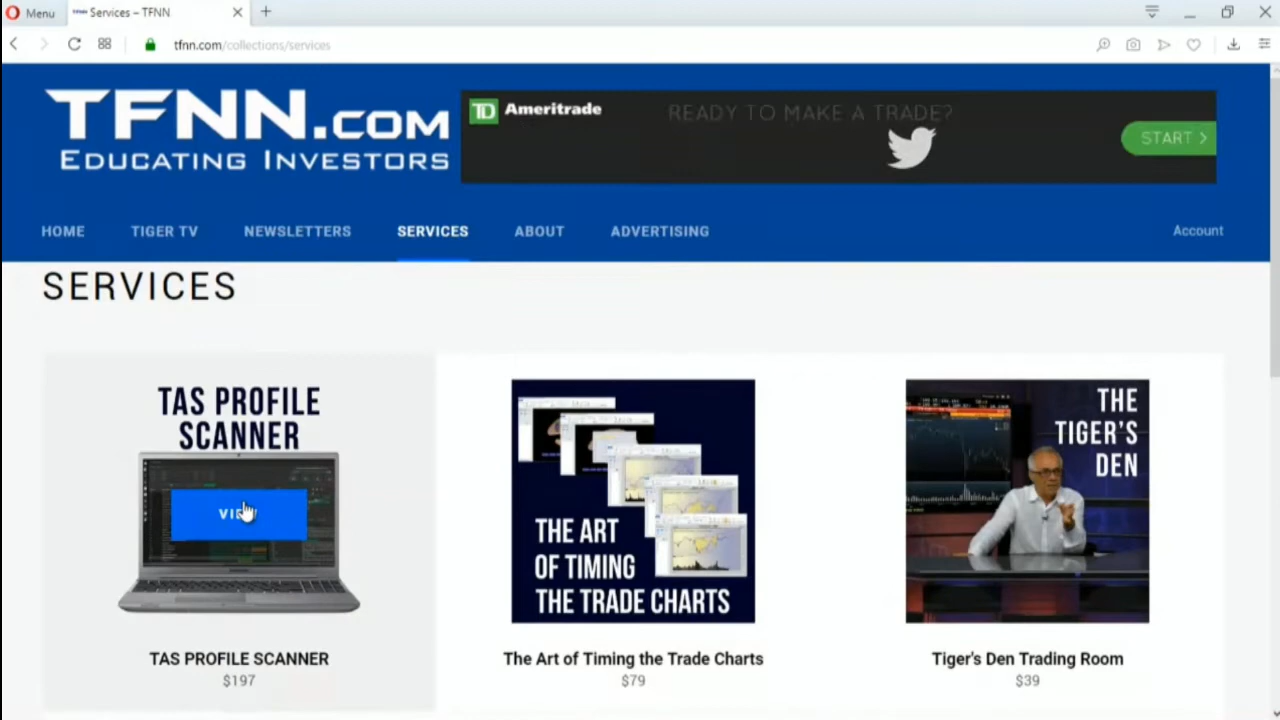 Menu
Services – TFNN
tfnn.com/collections/services
TFNN.COM
EDUCATING INVESTORS
TD Ameritrade
READY TO MAKE A TRADE?
START >
HOME
TIGER TV
NEWSLETTERS
SERVICES
ABOUT
ADVERTISING
Account
SERVICES
TAS PROFILE
SCANNER
THE ART
OF TIMING
THE TRADE CHARTS
THE
TIGER'S
DEN
TAS PROFILE SCANNER
$197
The Art of Timing the Trade Charts
$79
Tiger's Den Trading Room
$39